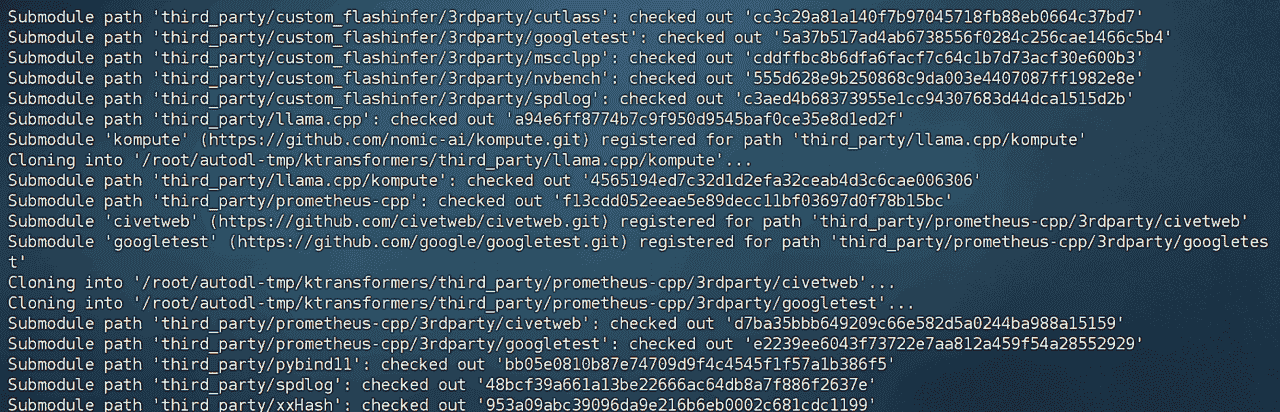 Submodule path 'third_party/custom_flashinfer/3rdparty/cutlass': checked out 'cc3c29a81a140f7b97045718fb88eb0664c37bd7'
Submodule path 'third_party/custom_flashinfer/3rdparty/googletest': checked out '5a37b517ad4ab6738556f0284c256cae1466c5b4'
Submodule path 'third_party/custom_flashinfer/3rdparty/mscclpp': checked out 'cddffbc8b6dfa6facf7c64c1b7d73acf30e600b3'
Submodule path 'third_party/custom_flashinfer/3rdparty/nvbench': checked out '555d628e9b250868c9da003e4407087ff1982e8e'
Submodule path 'third_party/custom_flashinfer/3rdparty/spdlog': checked out 'c3aed4b68373955e1cc94307683d44dca1515d2b'
Submodule path 'third_party/llama.cpp': checked out 'a94e6ff8774b7c9f950d9545baf0ce35e8d1ed2f'
Submodule 'kompute' (https://github.com/nomic-ai/kompute.git) registered for path 'third_party/llama.cpp/kompute'
Cloning into '/root/autodl-tmp/ktransformers/third_party/llama.cpp/kompute'...
Submodule path 'third_party/llama.cpp/kompute': checked out '4565194ed7c32d1d2efa32ceab4d3c6cae006306'
Submodule path 'third_party/prometheus-cpp': checked out 'f13cdd052eeae5e89decc11bf03697d0f78b15bc'
Submodule 'civetweb' (https://github.com/civetweb/civetweb.git) registered for path 'third_party/prometheus-cpp/3rdparty/civetweb'
Submodule 'googletest' (https://github.com/google/googletest.git) registered for path 'third_party/prometheus-cpp/3rdparty/googletes
t'
Cloning into '/root/autodl-tmp/ktransformers/third_party/prometheus-cpp/3rdparty/civetweb'...
Cloning into '/root/autodl-tmp/ktransformers/third_party/prometheus-cpp/3rdparty/googletest'...
Submodule path 'third_party/prometheus-cpp/3rdparty/civetweb': checked out 'd7ba35bbb649209c66e582d5a0244ba988a15159'
Submodule path 'third_party/prometheus-cpp/3rdparty/googletest': checked out 'e2239ee6043f73722e7aa812a459f54a28552929'
Submodule path 'third_party/pybind11': checked out 'bb05e0810b87e74709d9f4c4545f1f57a1b386f5'
Submodule path 'third_party/spdlog': checked out '48bcf39a661a13be22666ac64db8a7f886f2637e'
Submodule path 'third_party/xxHash': checked out '953a09abc39096da9e216b6eb0002c681cdc1199'